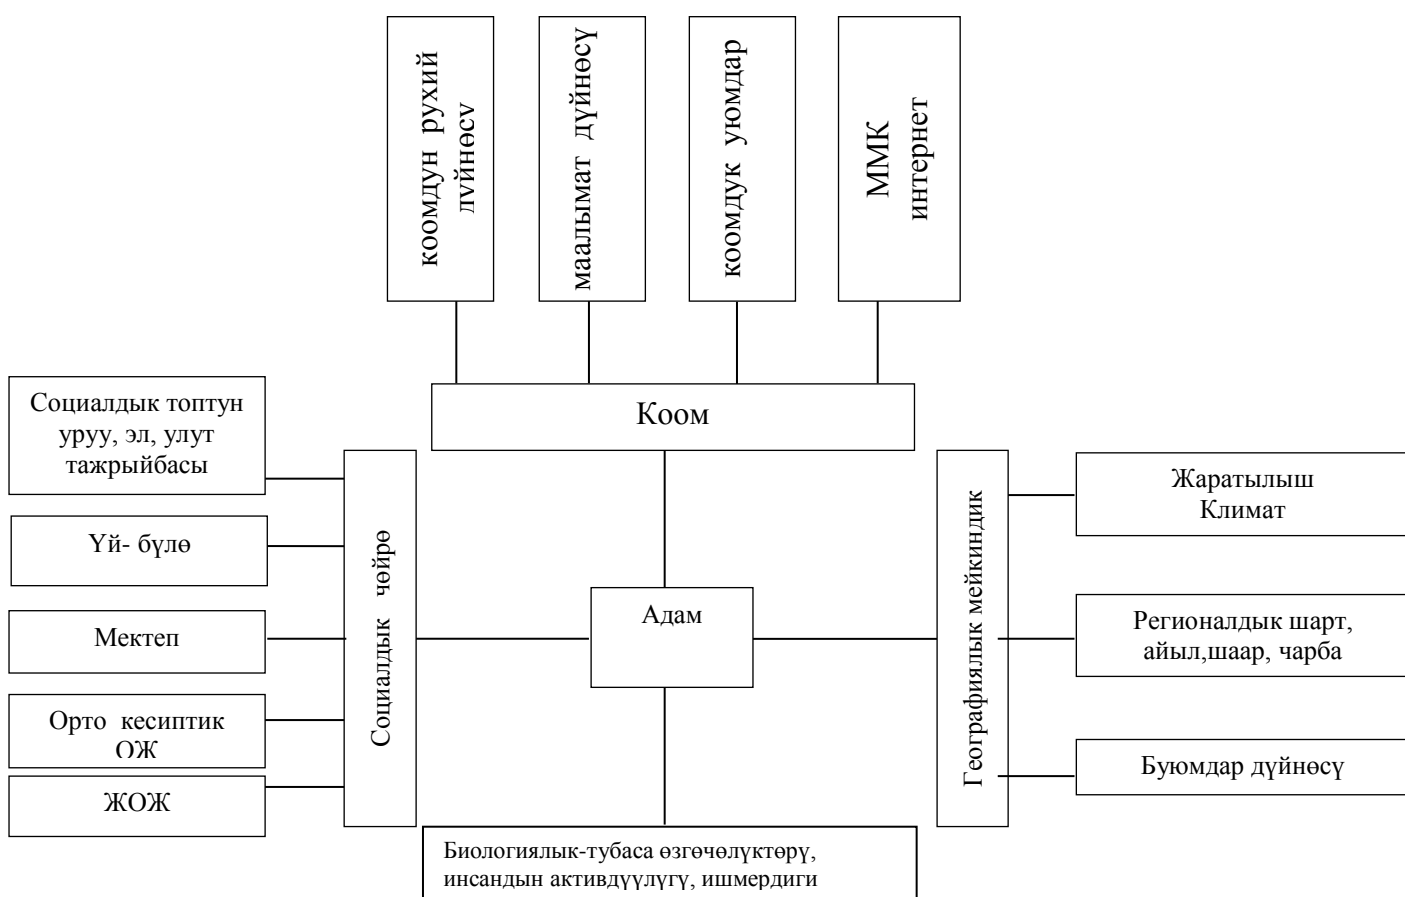 коомдун рухий
дүйнөсү
маалымат дүйнөсү
коомдук уюмдар
ММК
интернет
Коом
Социалдык топтун
уруу, эл, улут
тажрыйбасы
Үй- бүлө
Мектеп
Орто кесиптик
ОЖ
ЖОЖ
Социалдык чөйрө
Адам
Географиялык мейкиндик
Жаратылыш
Климат
Регионалдык шарт,
айыл,шаар, чарба
Буюмдар дүйнөсү
Биологиялык-тубаса өзгөчөлүктөрү,
инсандын активдүүлүгү, ишмердиги